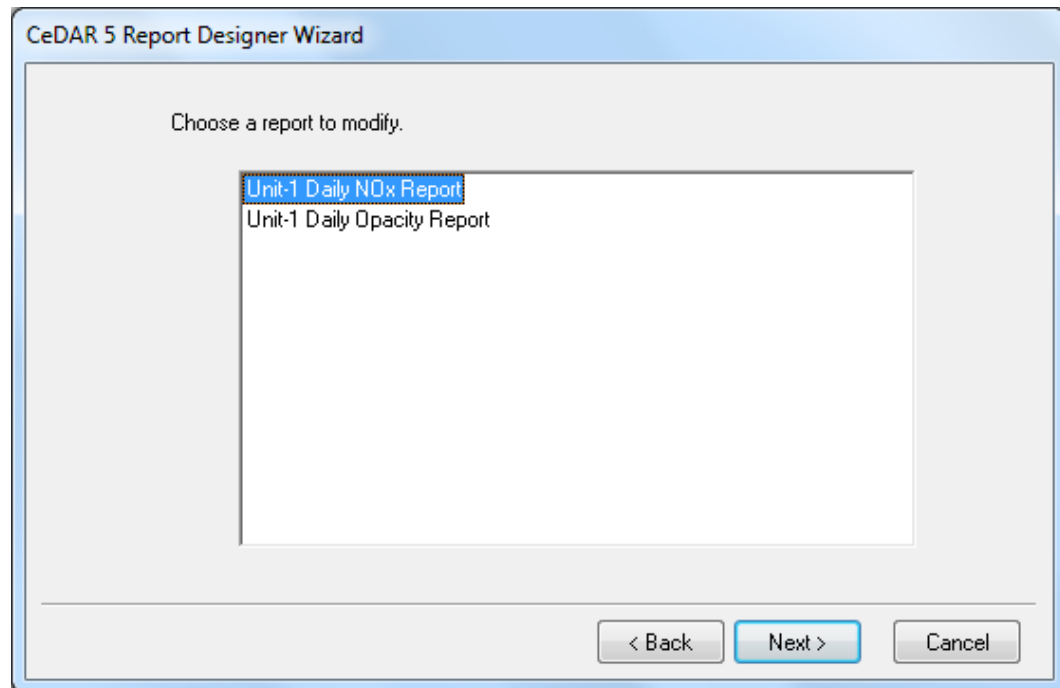 CeDAR 5 Report Designer Wizard
Choose a report to modify.
Unit-1 Daily NOx Report
Unit-1 Daily Opacity Report
< Back Next > Cancel